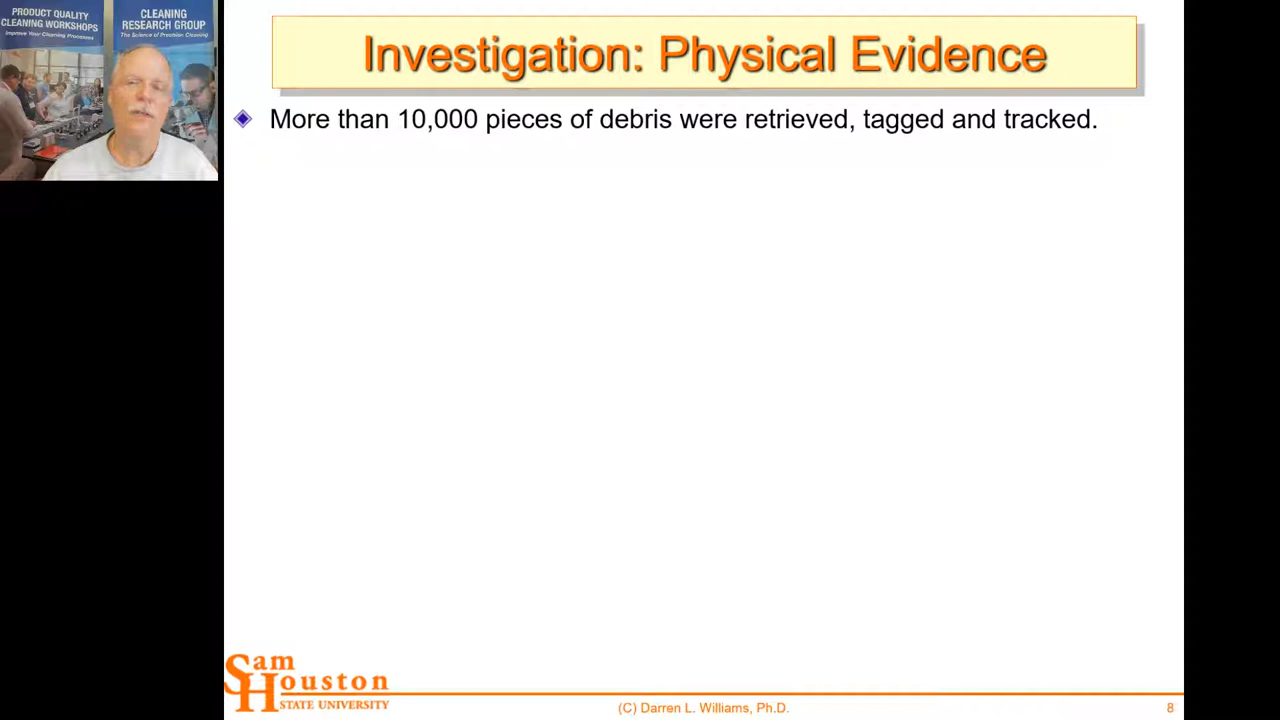 PRODUCT QUALITY
CLEANING WORKSHOPS
Improve Your Cleaning Processes
CLEANING
RESEARCH GROUP
The Science of Precision Cleaning
Investigation: Physical Evidence
More than 10,000 pieces of debris were retrieved, tagged and tracked.
Sam
Houston
STATE UNIVERSITY
(C) Darren L. Williams, Ph.D.
8